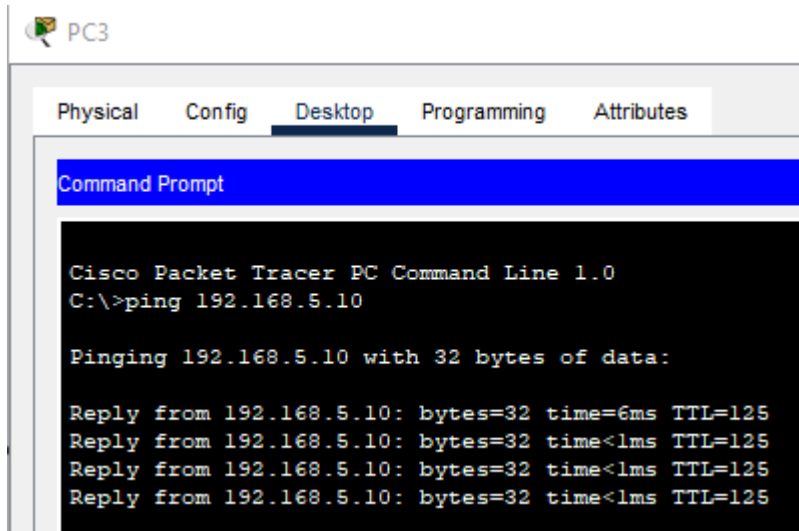 PC3
Physical Config Desktop Programming Attributes
Command Prompt
Cisco Packet Tracer PC Command Line 1.0
C:\>ping 192.168.5.10
Pinging 192.168.5.10 with 32 bytes of data:
Reply from 192.168.5.10: bytes=32 time=6ms TTL=125
Reply from 192.168.5.10: bytes=32 time<1ms TTL=125
Reply from 192.168.5.10: bytes=32 time<1ms TTL=125
Reply from 192.168.5.10: bytes=32 time<1ms TTL=125